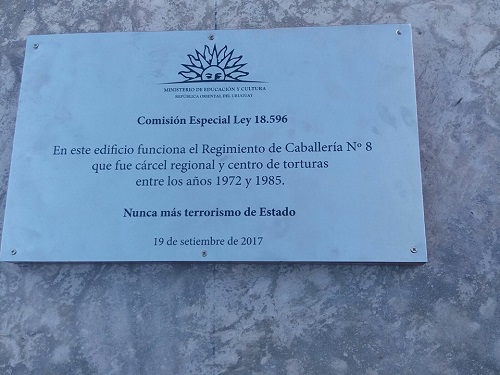 MINISTERIO DE EDUCACIÓN Y CULTURA
REPÚBLICA ORIENTAL DEL URUGUAY
Comisión Especial Ley 18.596
En este edificio funciona el Regimiento de Caballería Nº 8
que fue cárcel regional y centro de torturas
entre los años 1972 y 1985.
Nunca más terrorismo de Estado
19 de setiembre de 2017